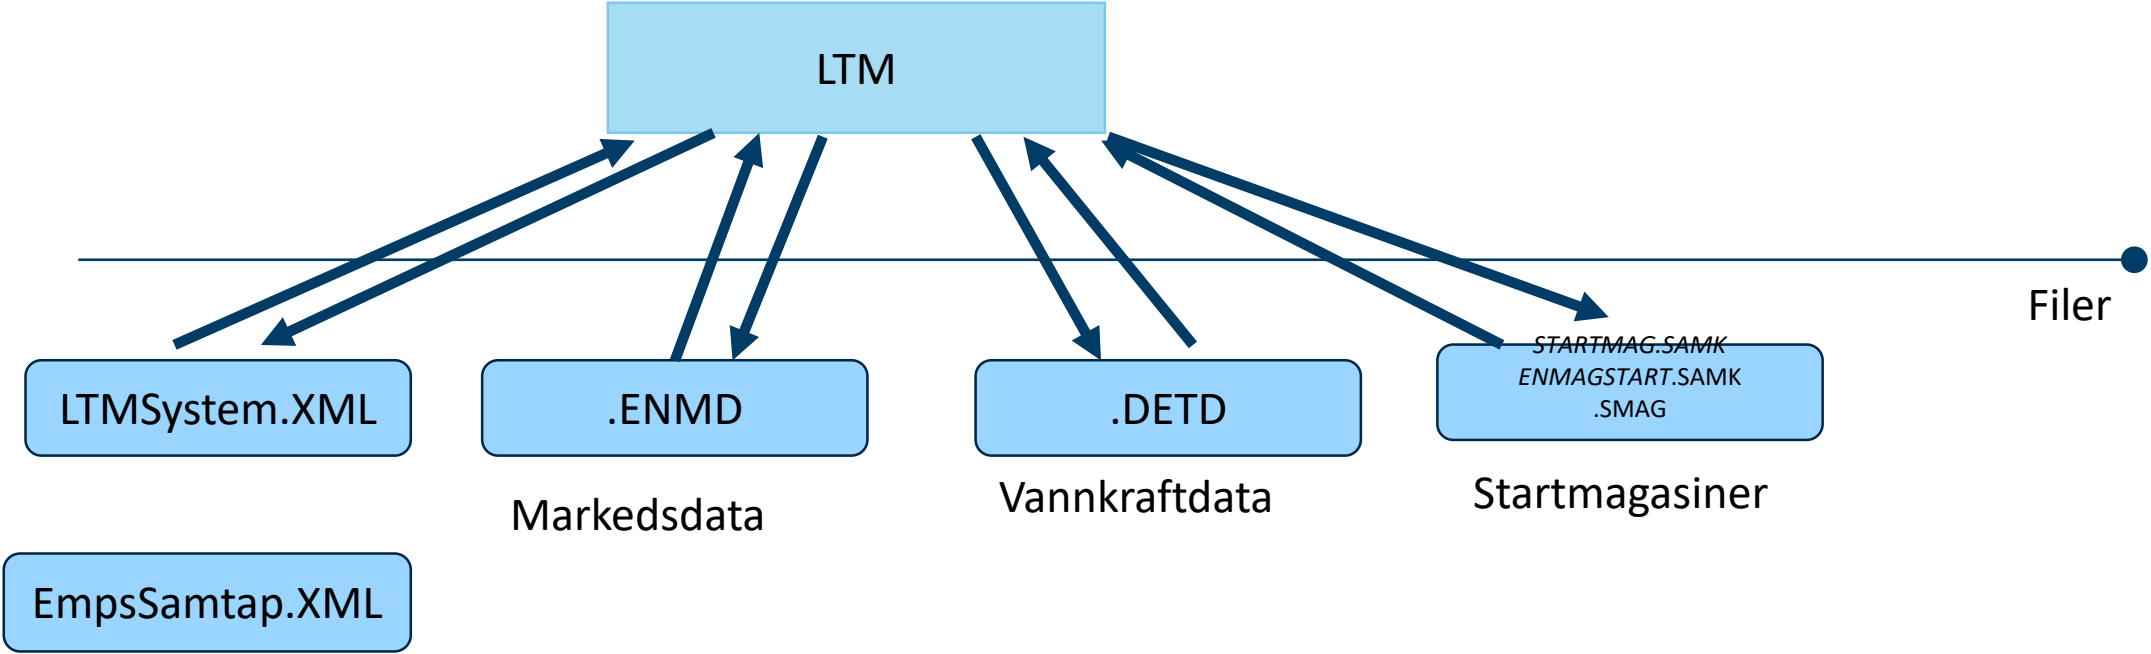 LTM
Filer
LTMSystem.XML
.ENMD
.DETD
STARTMAG.SAMK
ENMAGSTART.SAMK
.SMAG
Markedsdata
Vannkraftdata
Startmagasiner
EmpsSamtap.XML